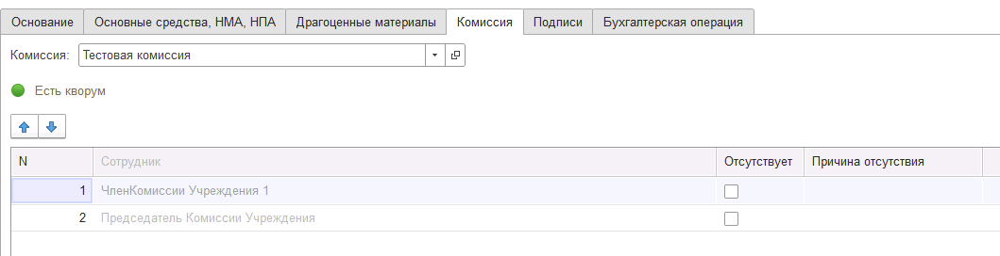 Основание Основные средства, НМА, НПА Драгоценные материалы Комиссия Подписи Бухгалтерская операция
Комиссия: Тестовая комиссия
Есть кворум
N Сотрудник Отсутствует Причина отсутствия
1 ЧленКомиссии Учреждения 1
2 Председатель Комиссии Учреждения